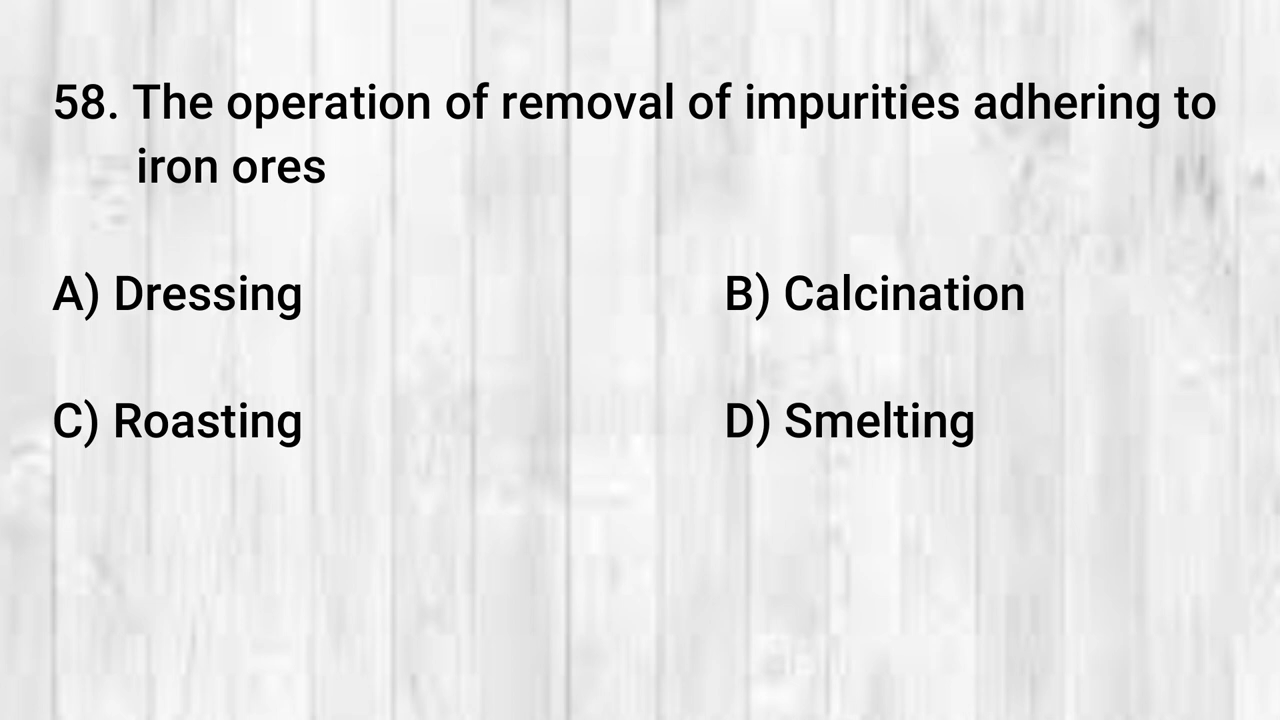 58. The operation of removal of impurities adhering to
iron ores
A) Dressing B) Calcination
C) Roasting D) Smelting